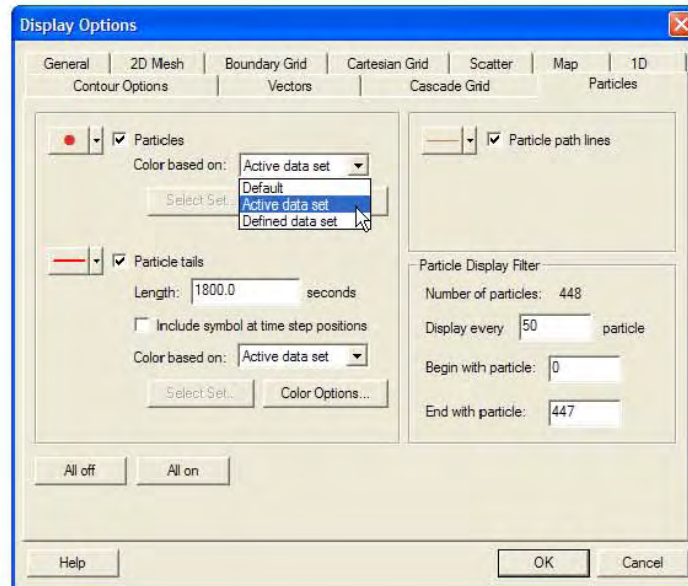 Display Options
General 2D Mesh Boundary Grid Cartesian Grid Scatter Map 1D
Contour Options Vectors Cascade Grid Particles
Particles
Color based on: Active data set
Default
Active data set
Defined data set
Select Set..
Particle tails
Length: 1800.0 seconds
Include symbol at time step positions
Color based on: Active data set
Select Set.. Color Options...
Particle path lines
Particle Display Filter
Number of particles: 448
Display every 50 particle
Begin with particle: 0
End with particle: 447
All off All on
Help OK Cancel